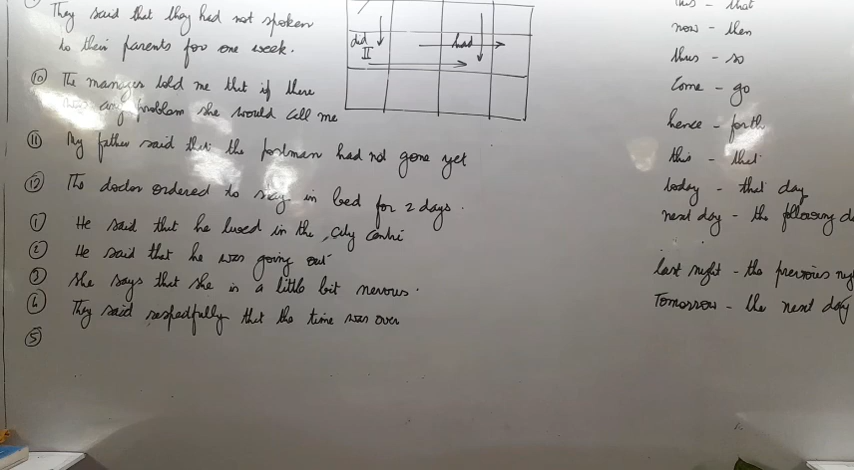 They said that they had not spoken
to their parents for one week.
⑩ The manager told me that if there
was any problem she would call me
⑪ My father said that the postman had not gone yet
⑫ The doctor ordered to stay in bed for 2 days.
① He said that he lived in the city centre
② He said that he was going out
③ She says that she is a little bit nervous.
④ They said respectfully that the time was over
⑤
did
II
had
this - that
now - then
thus - so
Come - go
hence - forth
this - that
today - that day
next day - the following
last night - the previous
Tomorrow - the next day